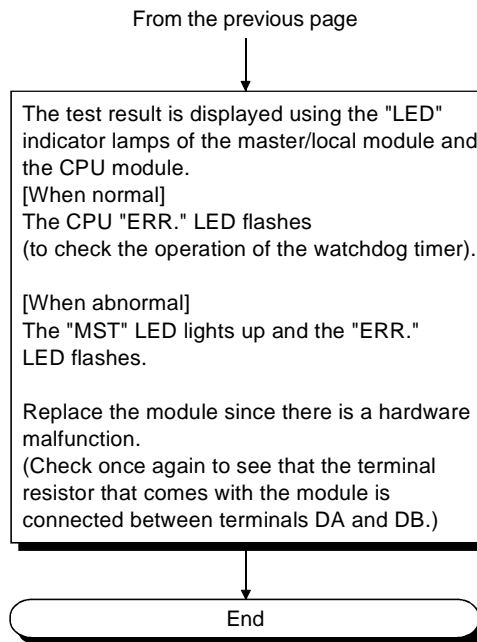 From the previous page
The test result is displayed using the "LED"
indicator lamps of the master/local module and
the CPU module.
[When normal]
The CPU "ERR." LED flashes
(to check the operation of the watchdog timer).
[When abnormal]
The "MST" LED lights up and the "ERR."
LED flashes.
Replace the module since there is a hardware
malfunction.
(Check once again to see that the terminal
resistor that comes with the module is
connected between terminals DA and DB.)
End